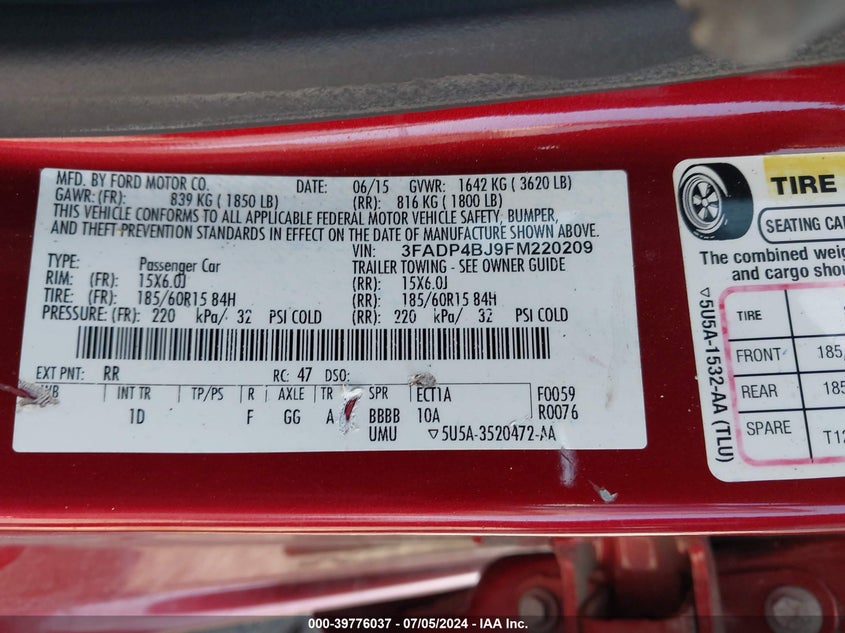 MFD. BY FORD MOTOR CO. DATE: 06/15 GVWR: 1642 KG ( 3620 LB)
GAWR: (FR): 839 KG ( 1850 LB) (RR): 816 KG ( 1800 LB)
THIS VEHICLE CONFORMS TO ALL APPLICABLE FEDERAL MOTOR VEHICLE SAFETY, BUMPER,
AND THEFT PREVENTION STANDARDS IN EFFECT ON THE DATE OF MANUFACTURE SHOWN ABOVE.
VIN: 3FADP4BJ9FM220209
TYPE: Passenger Car TRAILER TOWING - SEE OWNER GUIDE
RIM: (FR): 15X6.0J (RR): 15X6.0J
TIRE: (FR): 185/60R15 84H (RR): 185/60R15 84H
PRESSURE: (FR): 220 kPa/ 32 PSI COLD (RR): 220 kPa/ 32 PSI COLD
EXT PNT: RR RC: 47 DSO:
WB INT TR TP/PS R AXLE TR SPR ECT1A F0059
1D F GG A BBBB 10A R0076
UMU ▽5U5A-3520472-AA
TIRE
SEATING CA
The combined weig
and cargo shou
▽5U5A-1532-AA (TLU)
TIRE
FRONT 185
REAR 185
SPARE T12
000-39776037 / 07/05/2024 - IAA Inc.